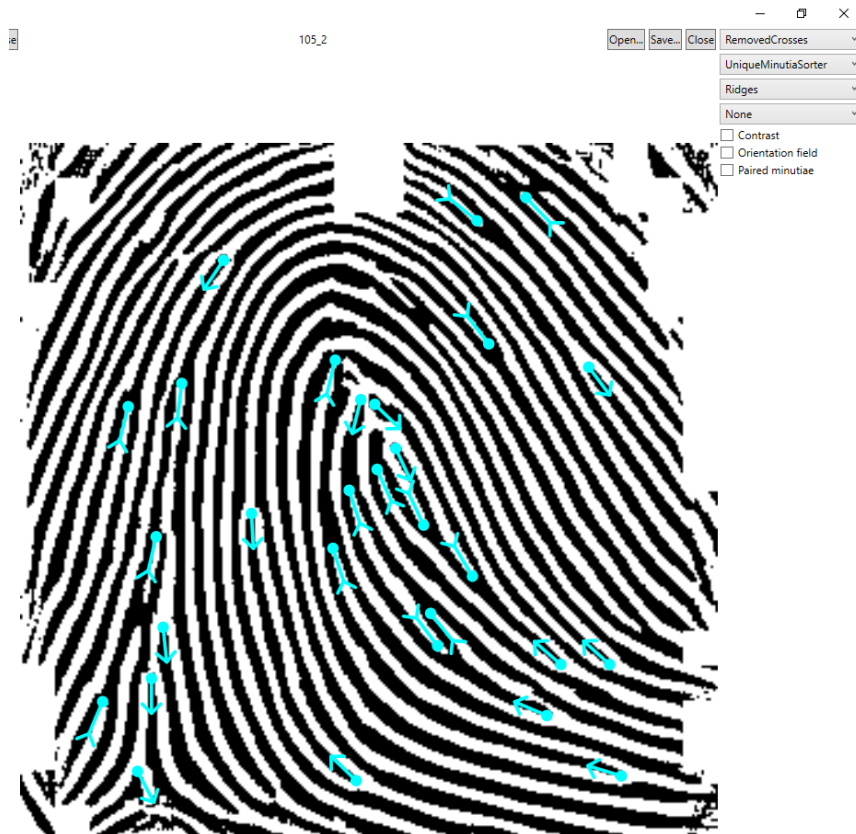 105_2 Open... Save... Close RemovedCrosses
UniqueMinutiaSorter
Ridges
None
Contrast
Orientation field
Paired minutiae